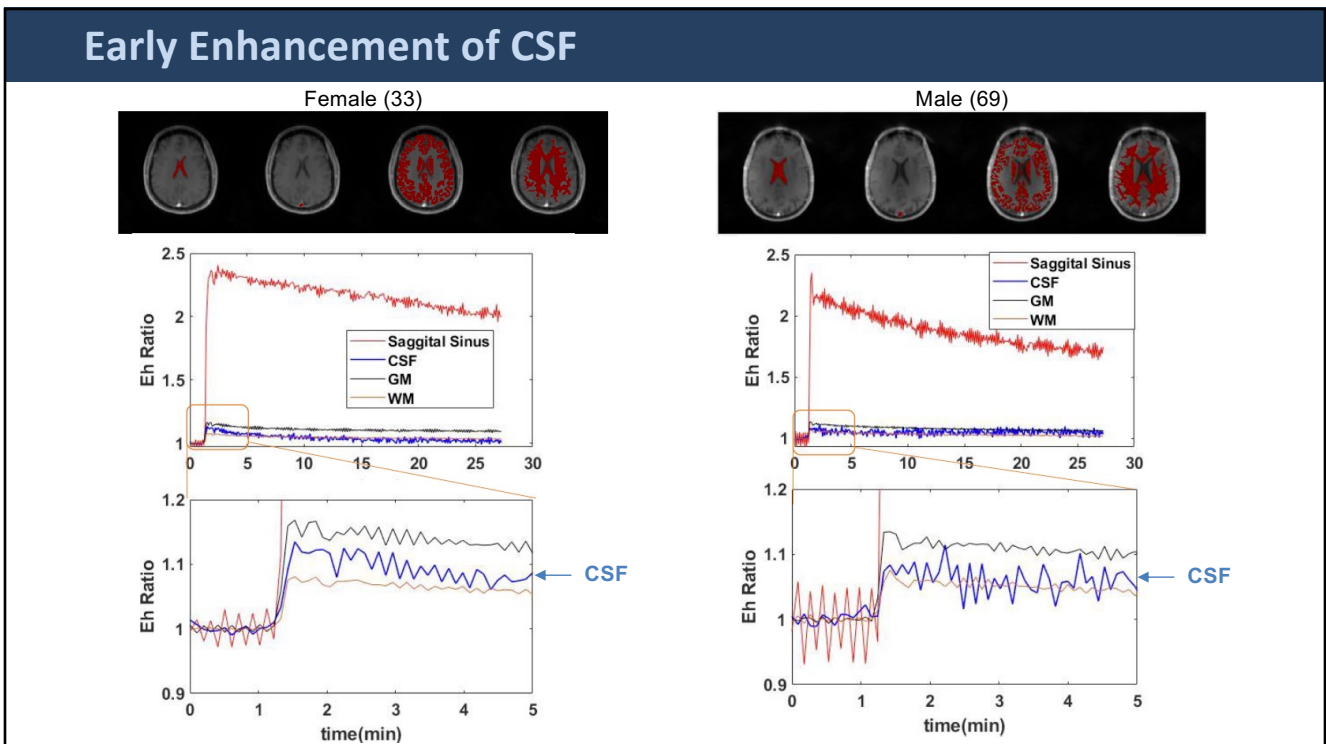 Early Enhancement of CSF
Female (33)
2.5
2
1.5
1
Eh Ratio
Saggital Sinus
CSF
GM
WM
0
5
10
15
20
25
30
1.2
1.1
1
0.9
Eh Ratio
CSF
0
1
2
3
4
5
time(min)
Male (69)
2.5
2
1.5
1
Eh Ratio
Saggital Sinus
CSF
GM
WM
0
5
10
15
20
25
30
1.2
1.1
1
0.9
Eh Ratio
CSF
0
1
2
3
4
5
time(min)